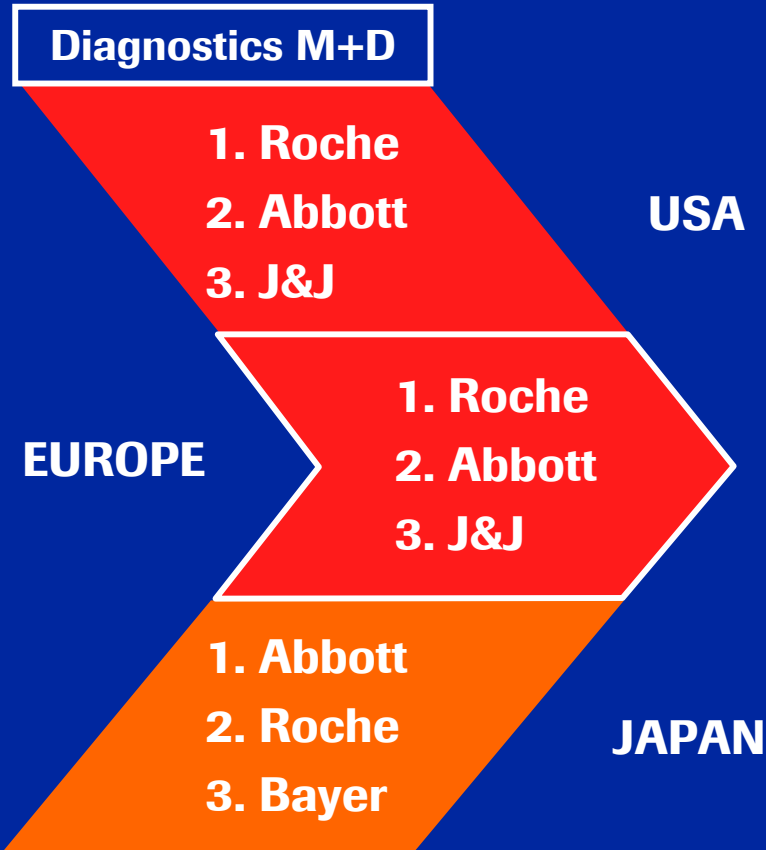 Diagnostics M+D
1. Roche
2. Abbott
3. J&J
USA
1. Roche
2. Abbott
3. J&J
EUROPE
1. Abbott
2. Roche
3. Bayer
JAPAN